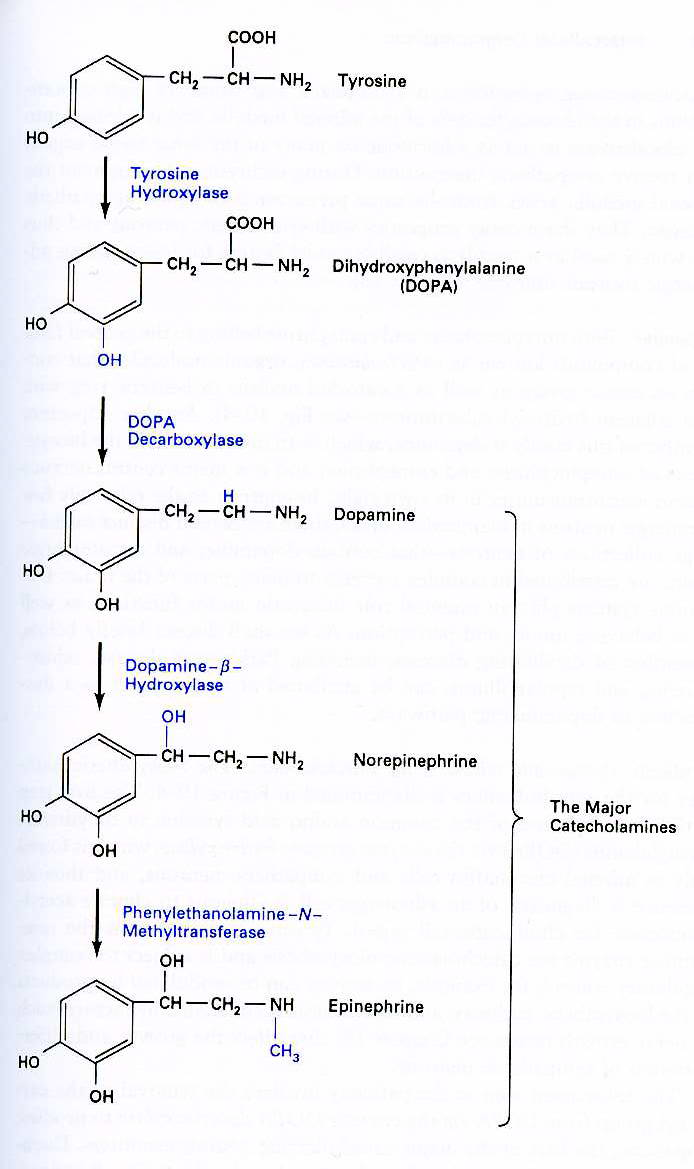 COOH
CH2—CH—NH2 Tyrosine
HO
Tyrosine
Hydroxylase
COOH
CH2—CH—NH2 Dihydroxyphenylalanine
(DOPA)
HO
OH
DOPA
Decarboxylase
H
CH2—CH—NH2 Dopamine
HO
OH
Dopamine-β-
Hydroxylase
OH
CH—CH2—NH2 Norepinephrine
The Major
Catecholamines
HO
OH
Phenylethanolamine-N-
Methyltransferase
OH
CH—CH2—NH Epinephrine
CH3
HO
OH